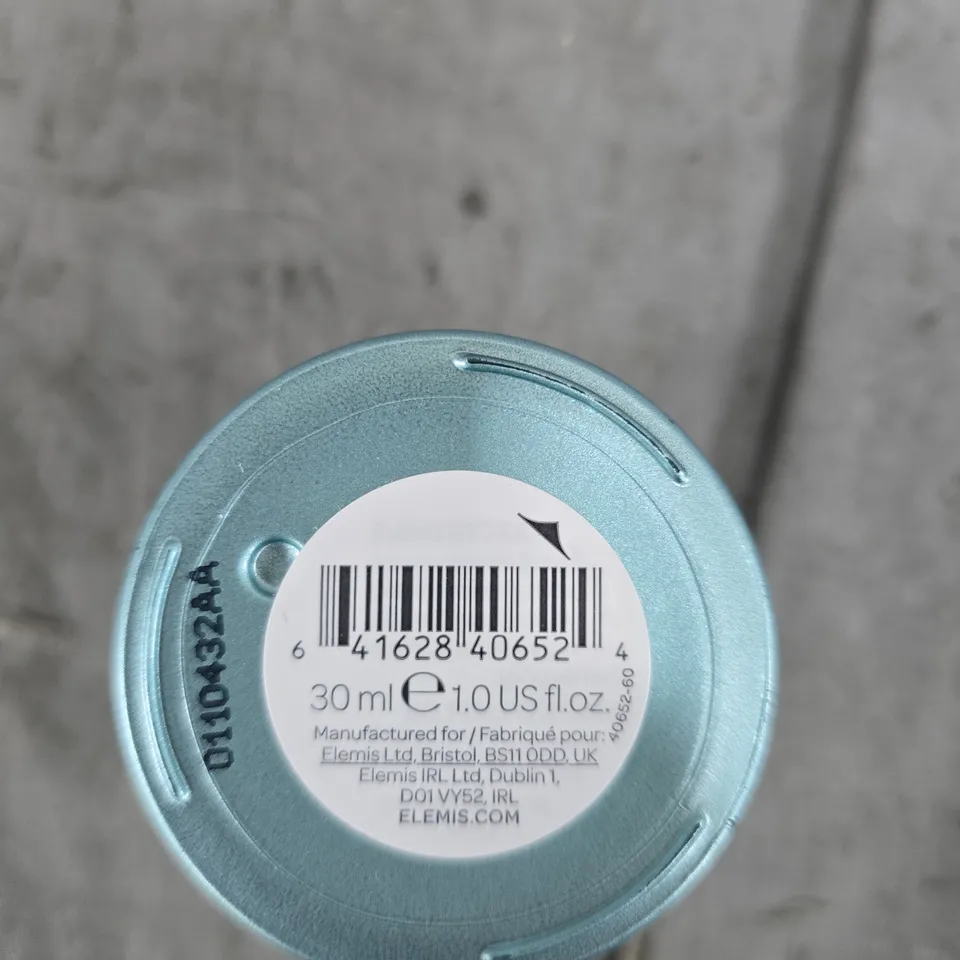 0110432AA
6 41628 40652 4
30 ml e 1.0 US fl.oz.
40652-60
Manufactured for / Fabriqué pour:
Elemis Ltd, Bristol, BS11 0DD, UK
Elemis IRL Ltd, Dublin 1,
D01 VY52, IRL
ELEMIS.COM